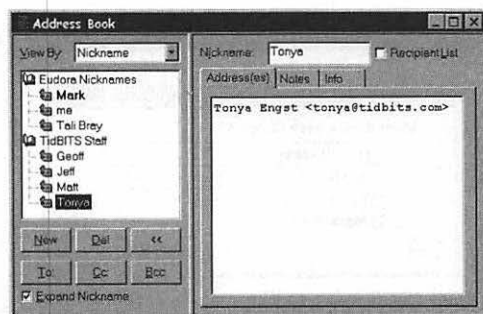 Address Book
View By: Nickname
Eudora Nicknames
Mark
me
Tali Bray
TidBITS Staff
Geoff
Jeff
Matt
Tonya
New Del <<
To: Cc: Bcc:
Expand Nickname
Nickname: Tonya Recipient List
Address(es) Notes Info
Tonya Engst <tonya@tidbits.com>